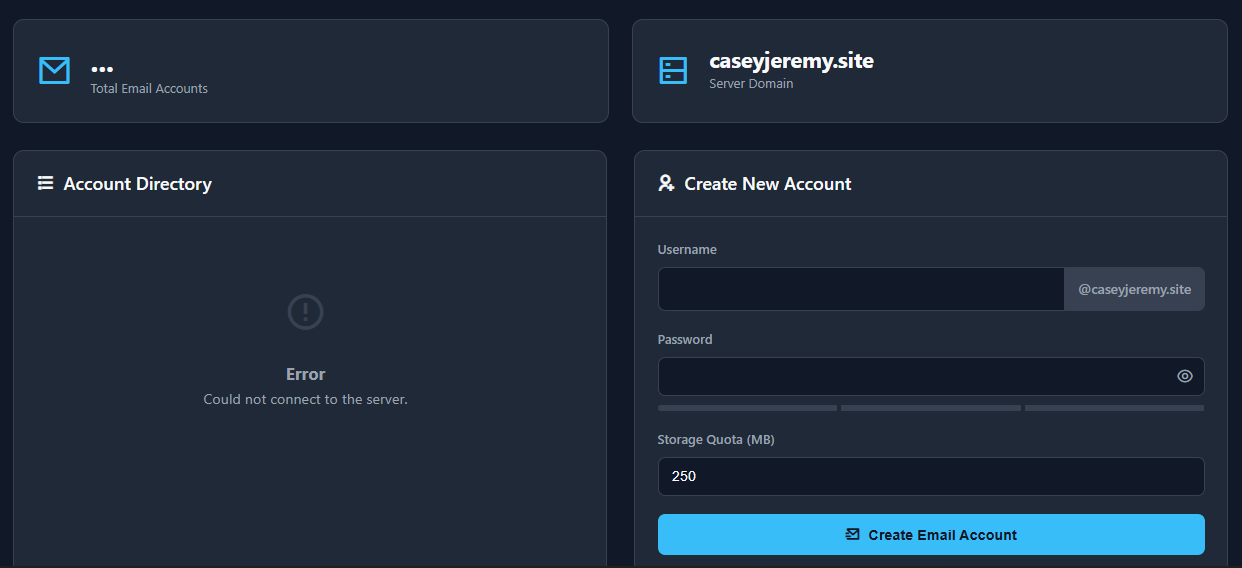 ...
Total Email Accounts
caseyjeremy.site
Server Domain
Account Directory
Error
Could not connect to the server.
Create New Account
Username
@caseyjeremy.site
Password
Storage Quota (MB)
250
Create Email Account